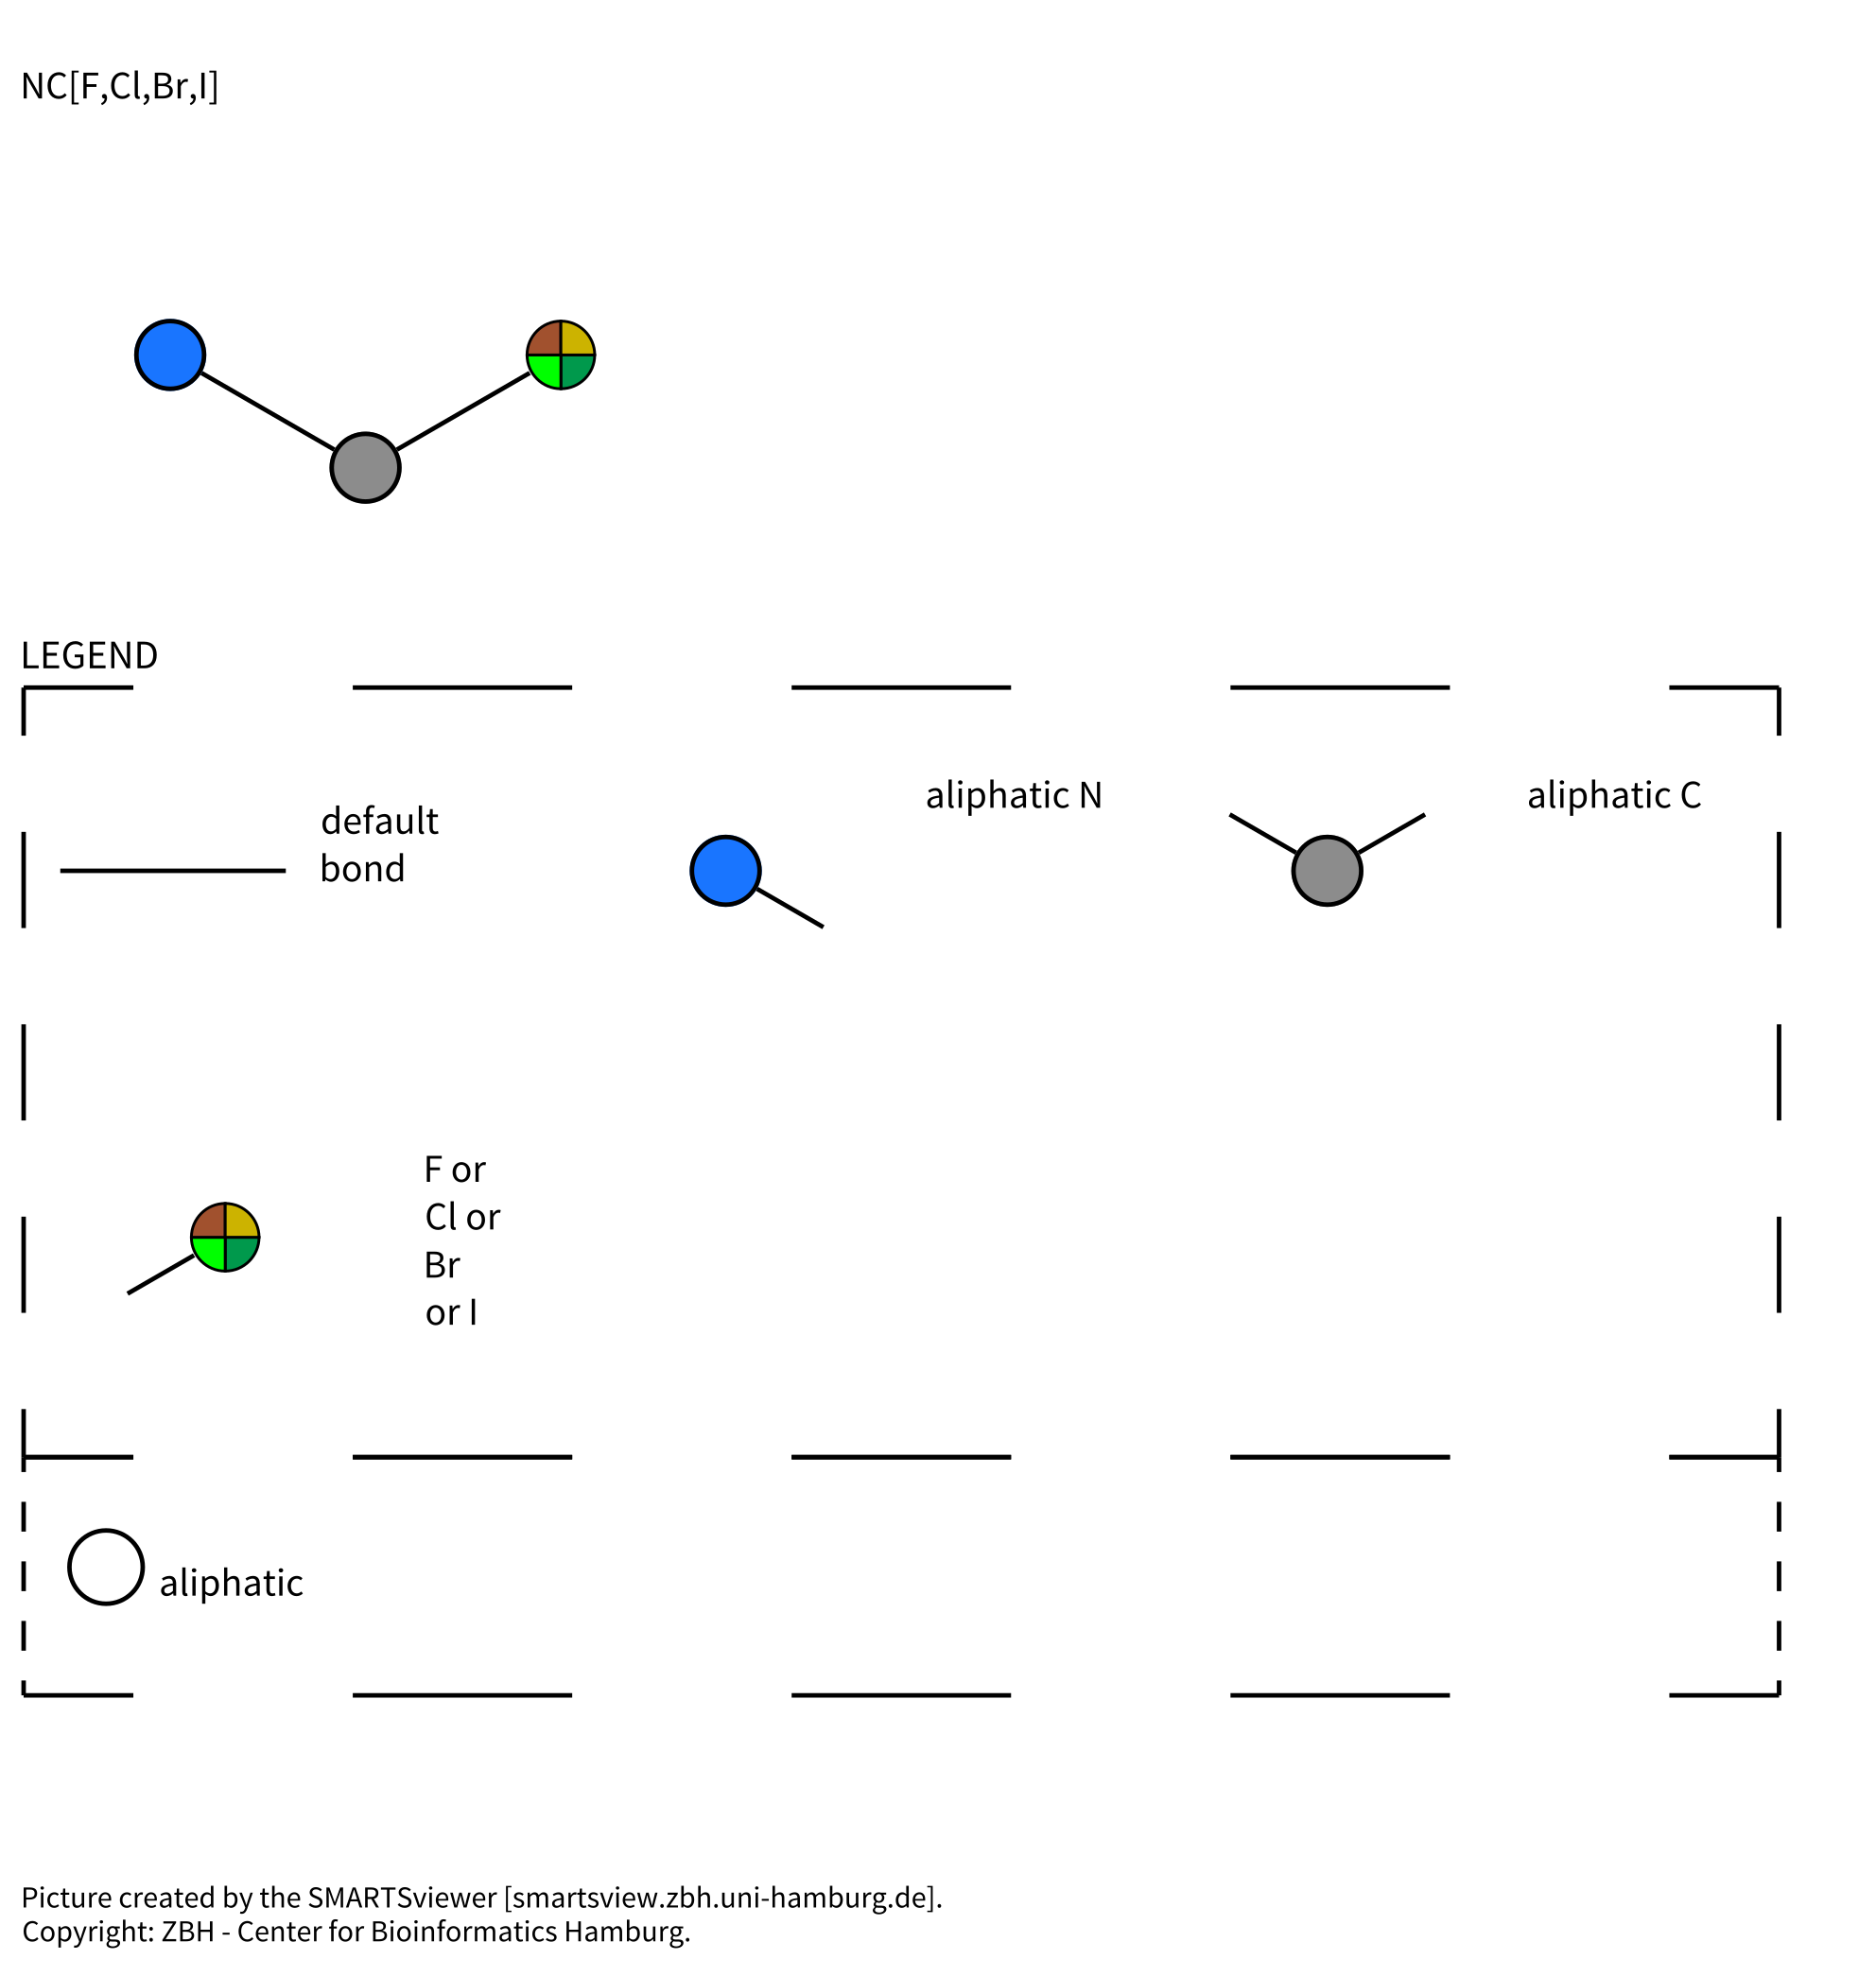 NC[F,Cl,Br,I]
LEGEND
default
bond
aliphatic N
aliphatic C
F or
Cl or
Br
or I
aliphatic
Picture created by the SMARTSviewer [smartsview.zbh.uni-hamburg.de].
Copyright: ZBH - Center for Bioinformatics Hamburg.